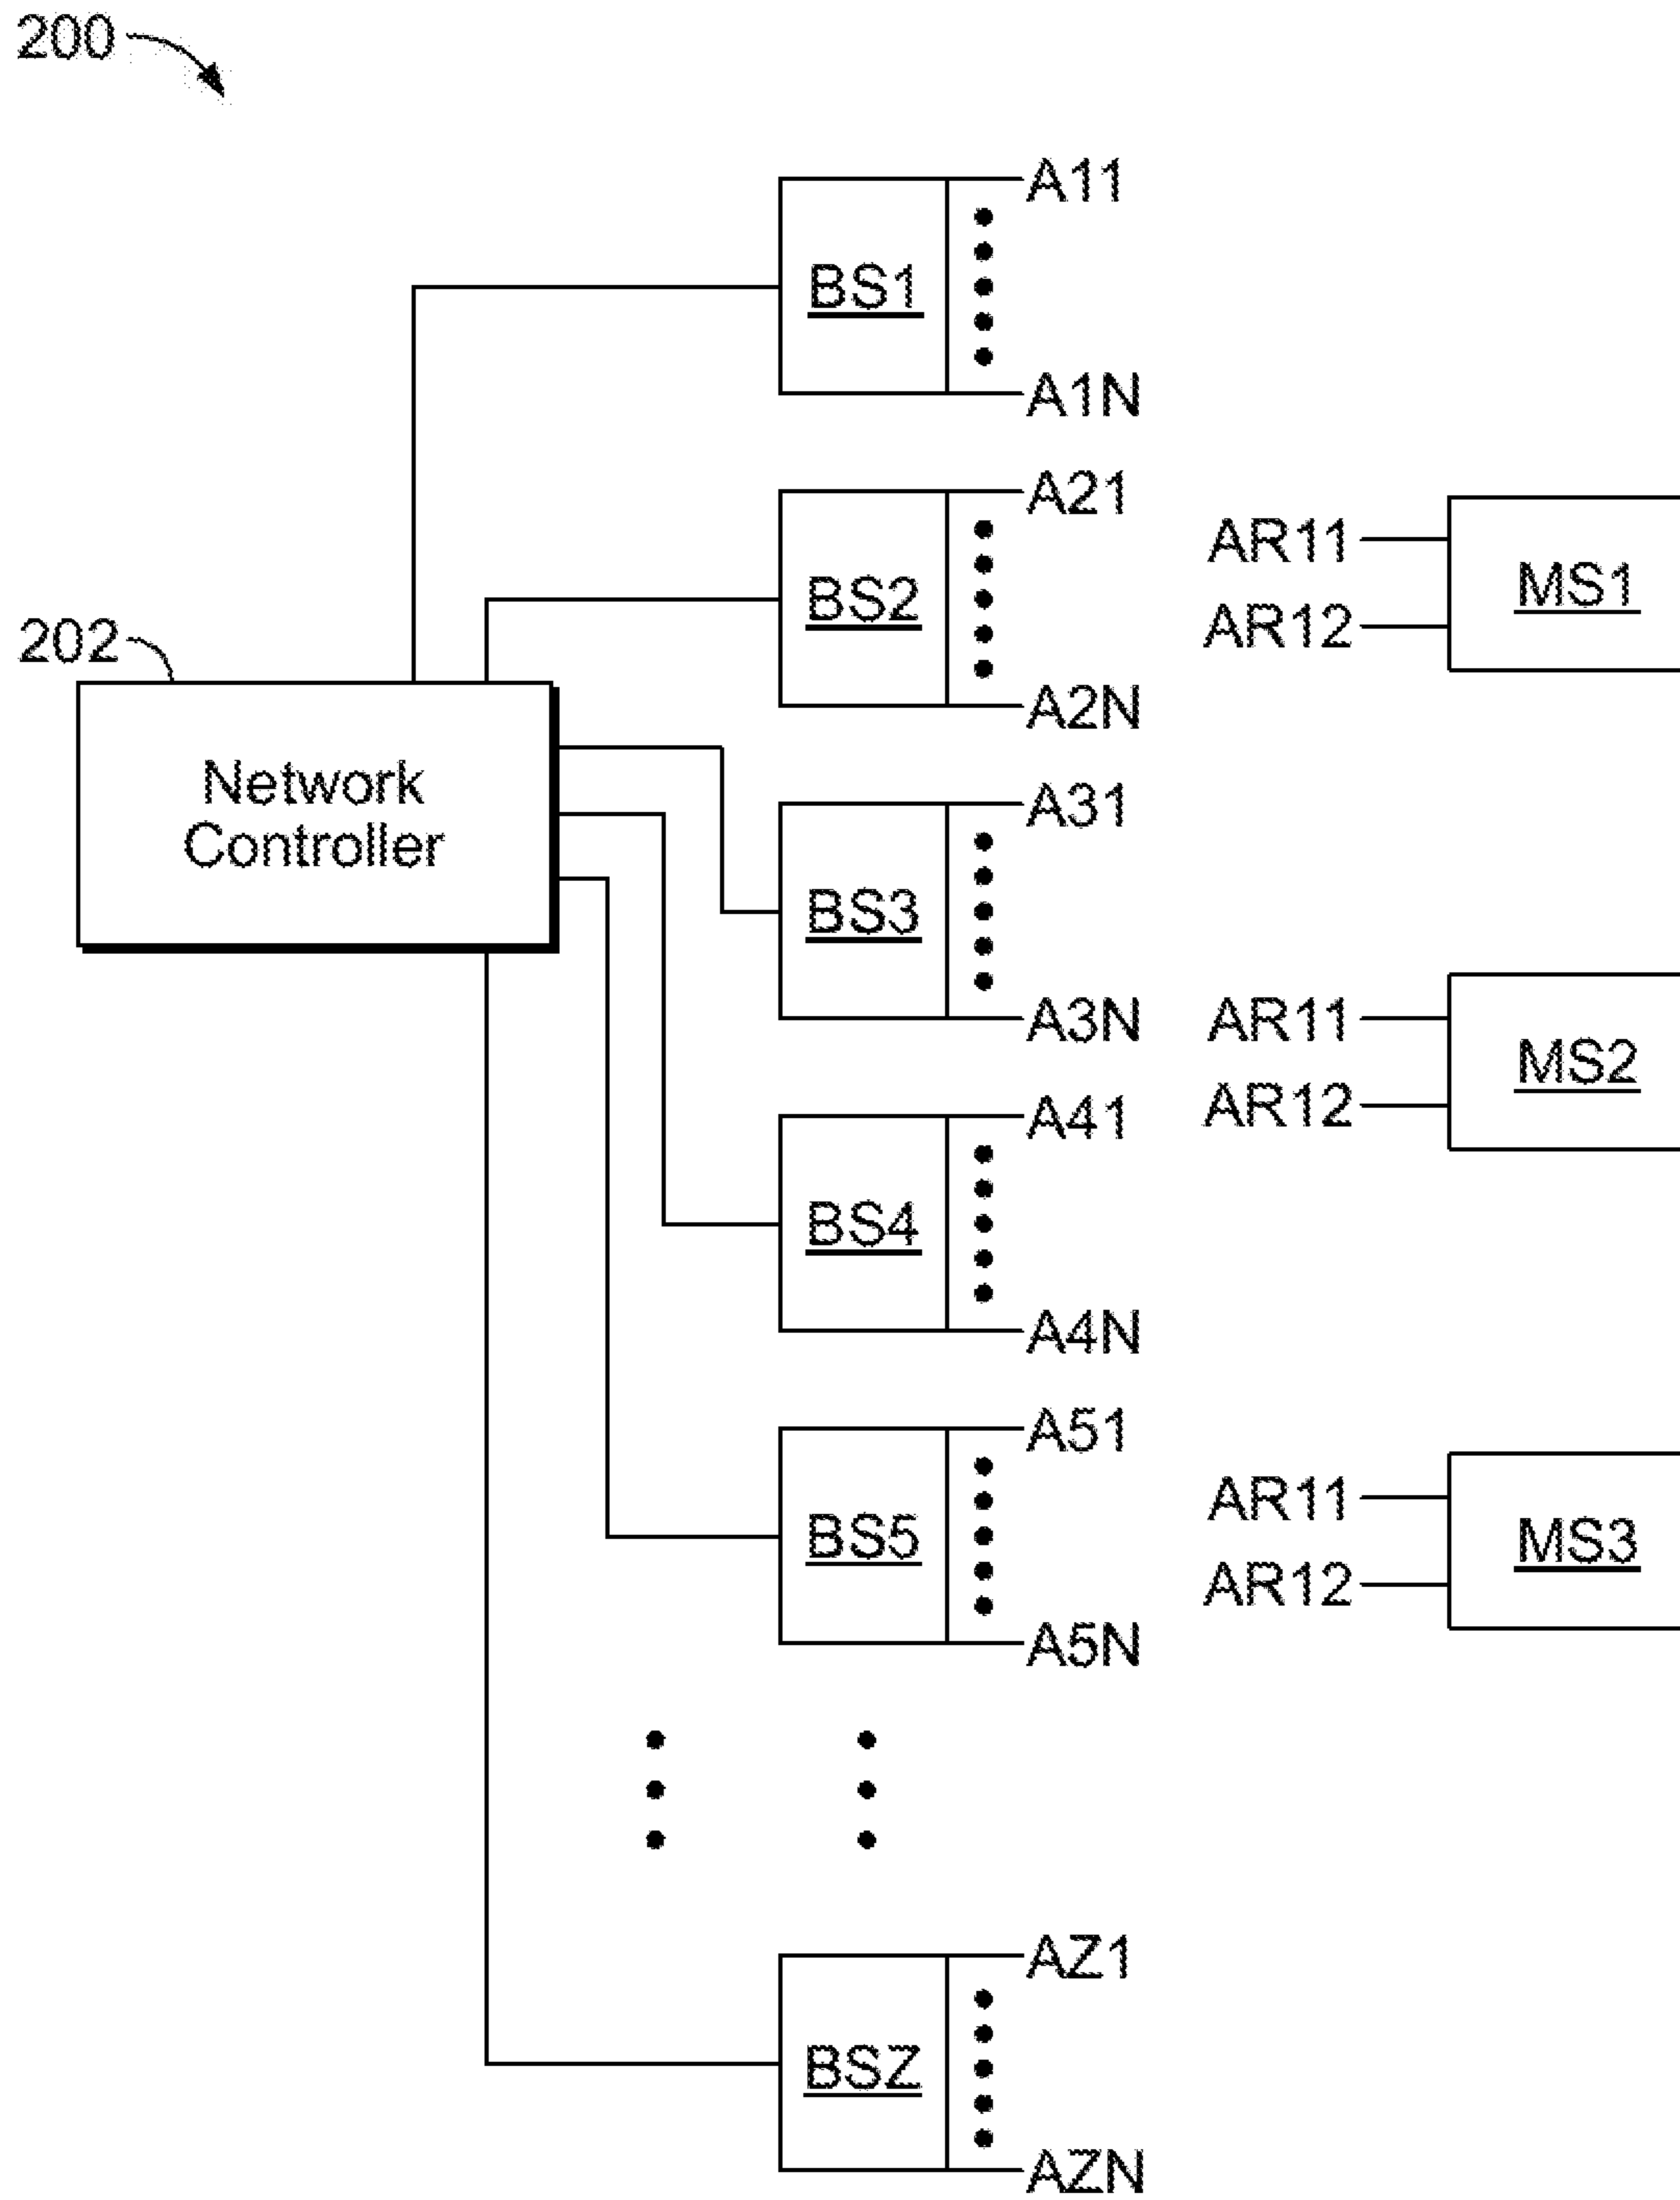 200
A11
BS1
A1N
A21
AR11
BS2
MS1
AR12
202
A2N
Network
Controller
A31
BS3
A3N
AR11
MS2
AR12
A41
BS4
A4N
A51
AR11
BS5
MS3
AR12
A5N
AZ1
BSZ
AZN